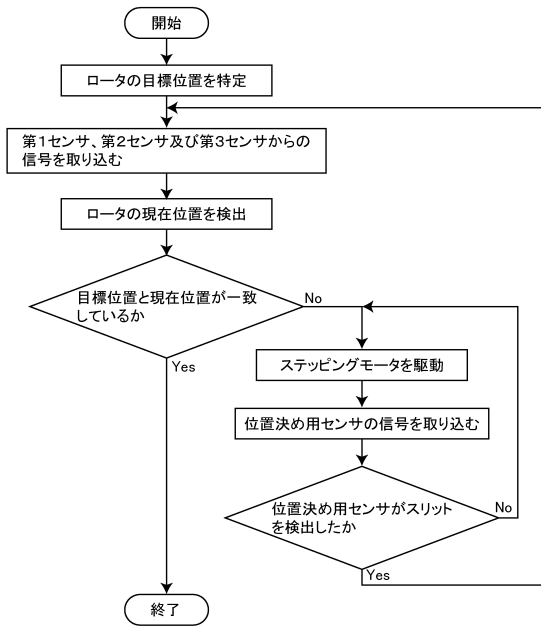 開始
ロータの目標位置を特定
第1センサ、第2センサ及び第3センサからの
信号を取り込む
ロータの現在位置を検出
目標位置と現在位置が一致
しているか
No
Yes
ステッピングモータを駆動
位置決め用センサの信号を取り込む
位置決め用センサがスリット
を検出したか
No
Yes
終了